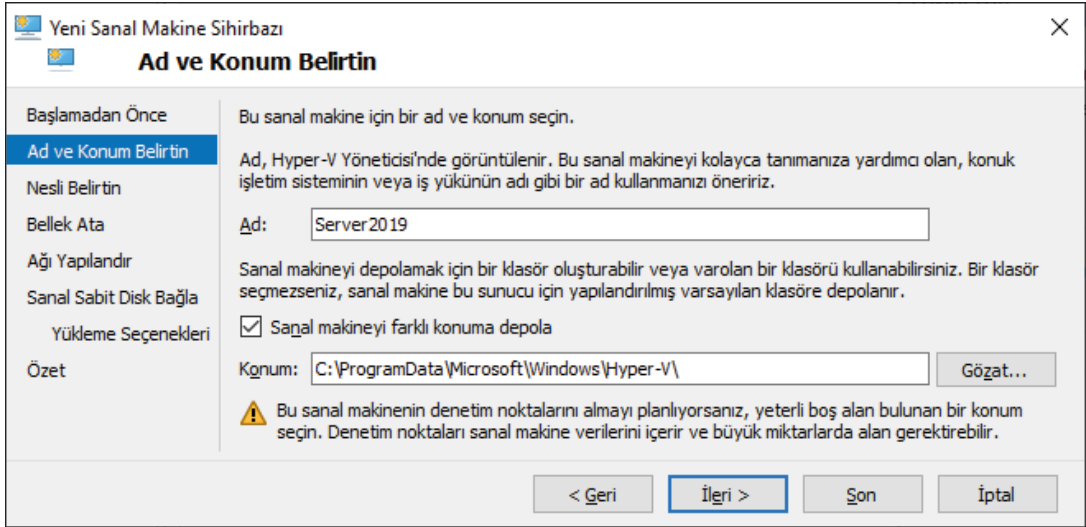 Yeni Sanal Makine Sihirbazı
Ad ve Konum Belirtin
Başlamadan Önce
Ad ve Konum Belirtin
Nesli Belirtin
Bellek Ata
Ağı Yapılandır
Sanal Sabit Disk Bağla
Yükleme Seçenekleri
Özet
Bu sanal makine için bir ad ve konum seçin.
Ad, Hyper-V Yöneticisi'nde görüntülenir. Bu sanal makineyi kolayca tanımanıza yardımcı olan, konuk
işletim sisteminin veya iş yükünün adı gibi bir ad kullanmanızı öneririz.
Ad: Server2019
Sanal makineyi depolamak için bir klasör oluşturabilir veya varolan bir klasörü kullanabilirsiniz. Bir klasör
seçmezseniz, sanal makine bu sunucu için yapılandırılmış varsayılan klasöre depolanır.
Sanal makineyi farklı konuma depola
Konum: C:\ProgramData\Microsoft\Windows\Hyper-V\ Gözat...
Bu sanal makinenin denetim noktalarını almayı planlıyorsanız, yeterli boş alan bulunan bir konum
seçin. Denetim noktaları sanal makine verilerini içerir ve büyük miktarlarda alan gerektirebilir.
< Geri İleri > Son İptal